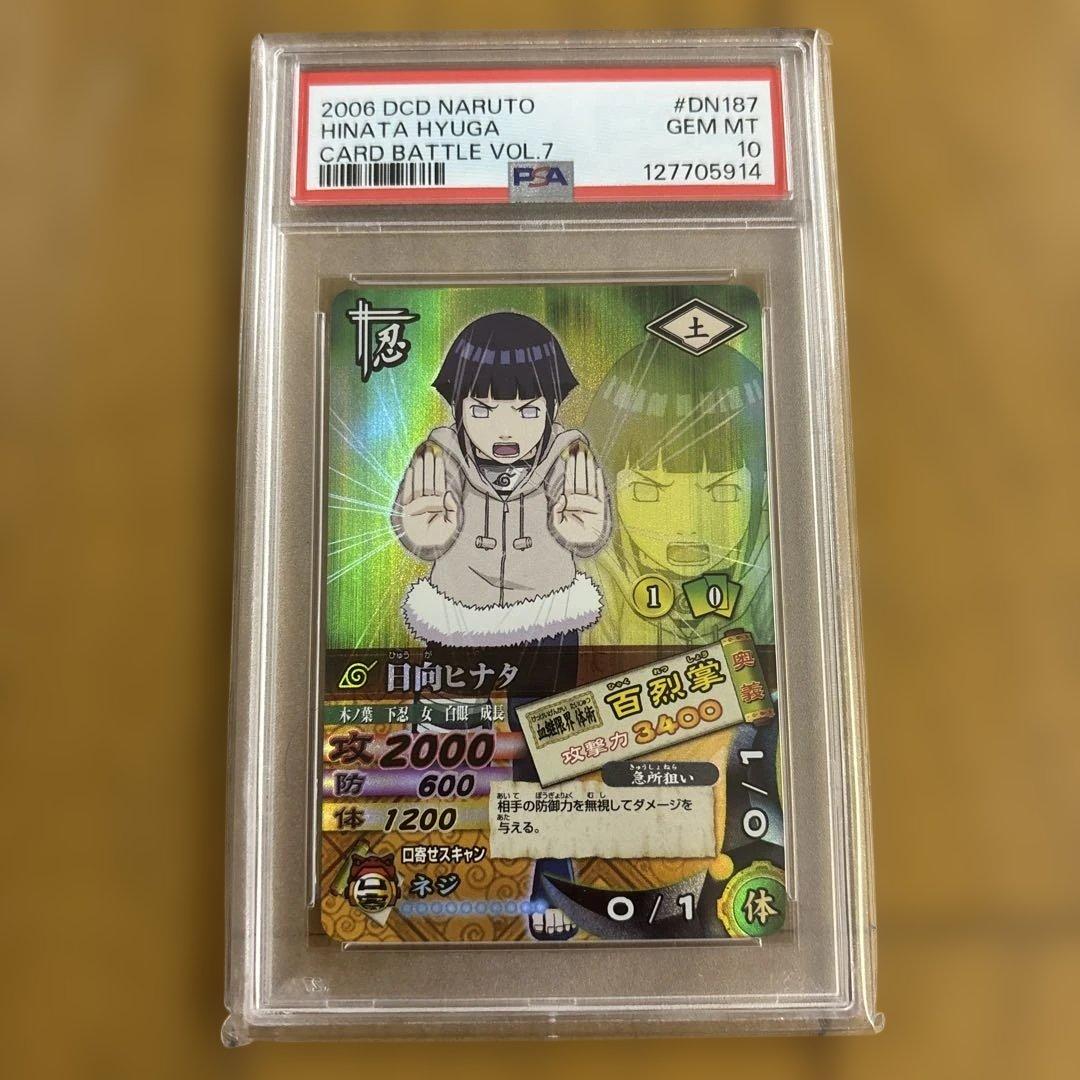 2006 DCD NARUTO #DN187
HINATA HYUGA GEM MT
CARD BATTLE VOL.7 10
PSA 127705914
忍
土
1 0
ひゅう が
日向ヒナタ
木ノ葉 下忍 女 白眼 成長
奥義
ひゃく れつ しょう
百烈掌
けっけいげんかい たいじゅつ
血継限界 体術
攻撃力 3400
攻 2000
防 600
体 1200
きゅうしょねら
急所狙い
あいて ぼうぎょりょく むし
相手の防御力を無視してダメージを
あた
与える。
0/1
口寄せスキャン
ネジ
0/1
体